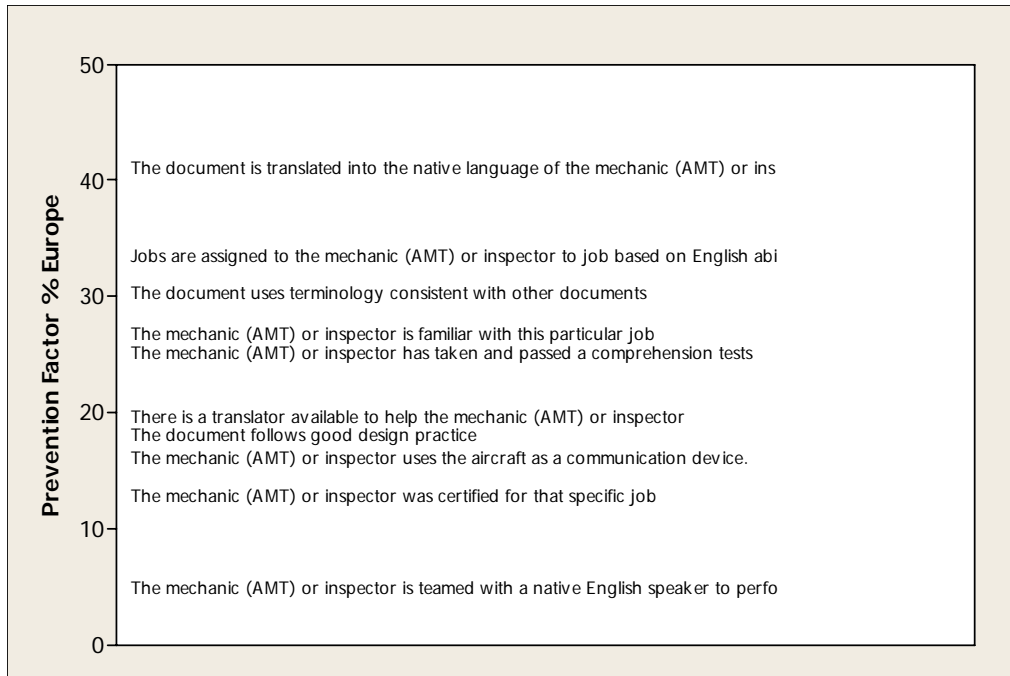 50
The document is translated into the native language of the mechanic (AMT) or ins
40
Jobs are assigned to the mechanic (AMT) or inspector to job based on English abi
30
The document uses terminology consistent with other documents
The mechanic (AMT) or inspector is familiar with this particular job
The mechanic (AMT) or inspector has taken and passed a comprehension tests
20
There is a translator available to help the mechanic (AMT) or inspector
The document follows good design practice
The mechanic (AMT) or inspector uses the aircraft as a communication device.
The mechanic (AMT) or inspector was certified for that specific job
10
The mechanic (AMT) or inspector is teamed with a native English speaker to perfo
0
Prevention Factor % Europe